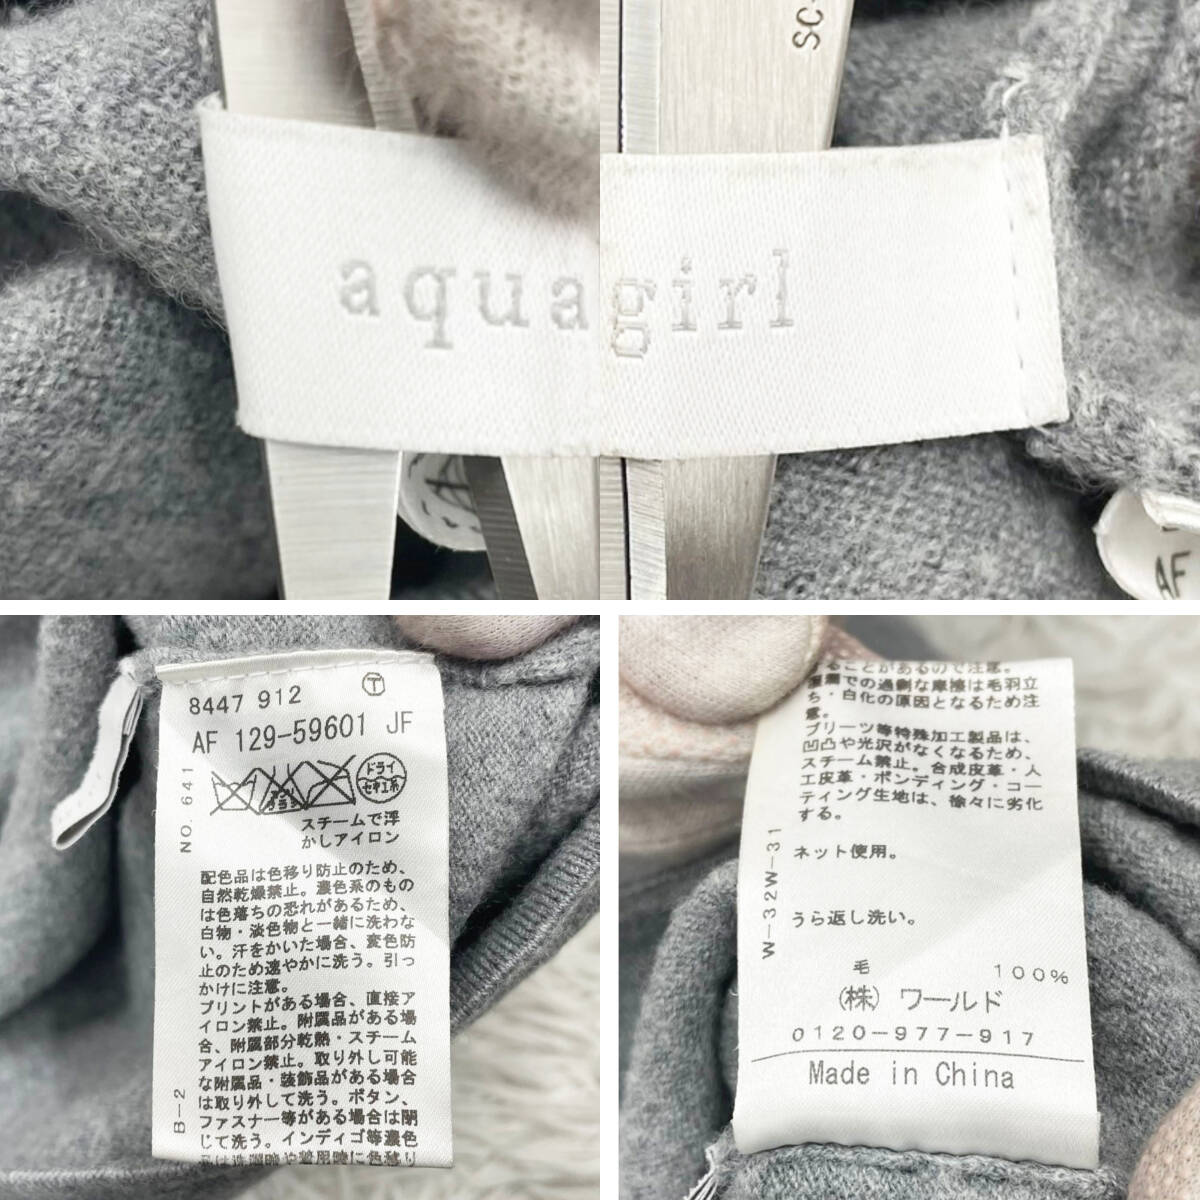 SC
aquagirl
AF
8447 912 Ⓣ
AF 129-59601 JF
NO. 641
ドライ
セキユ系
スチームで浮
かしアイロン
配色品は色移り防止のため、
自然乾燥禁止。濃色系のもの
は色落ちの恐れがあるため、
白物・淡色物と一緒に洗わな
い。汗をかいた場合、変色防
止のため速やかに洗う。引っ
かけに注意。
プリントがある場合、直接ア
イロン禁止。附属品がある場
合、附属部分乾熱・スチーム
アイロン禁止。取り外し可能
な附属品・装飾品がある場合
は取り外して洗う。ボタン、
ファスナー等がある場合は閉
じて洗う。インディゴ等濃色
品は洗濯時や着用時に色移り
B-2
ることがあるので注意。
着用での過剰な摩擦は毛羽立
ち・白化の原因となるため注
意。
プリーツ等特殊加工製品は、
凹凸や光沢がなくなるため、
スチーム禁止。合成皮革・人
工皮革・ボンディング・コー
ティング生地は、徐々に劣化
する。
ネット使用。
うら返し洗い。
W-32W-31
毛 100%
(株) ワールド
0120-977-917
Made in China